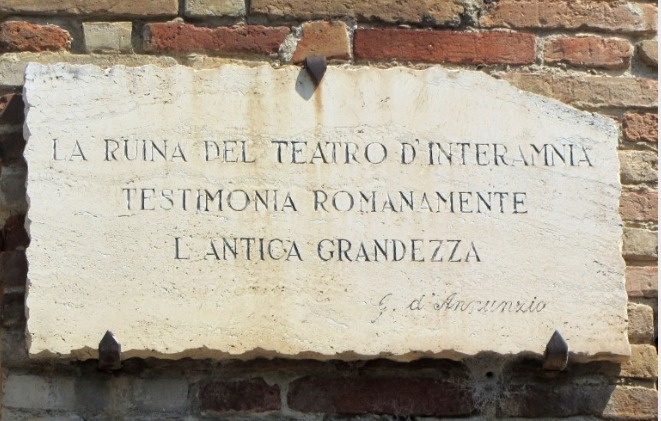 LA RUINA DEL TEATRO D'INTERAMNIA
TESTIMONIA ROMANAMENTE
L'ANTICA GRANDEZZA
G. d'Annunzio